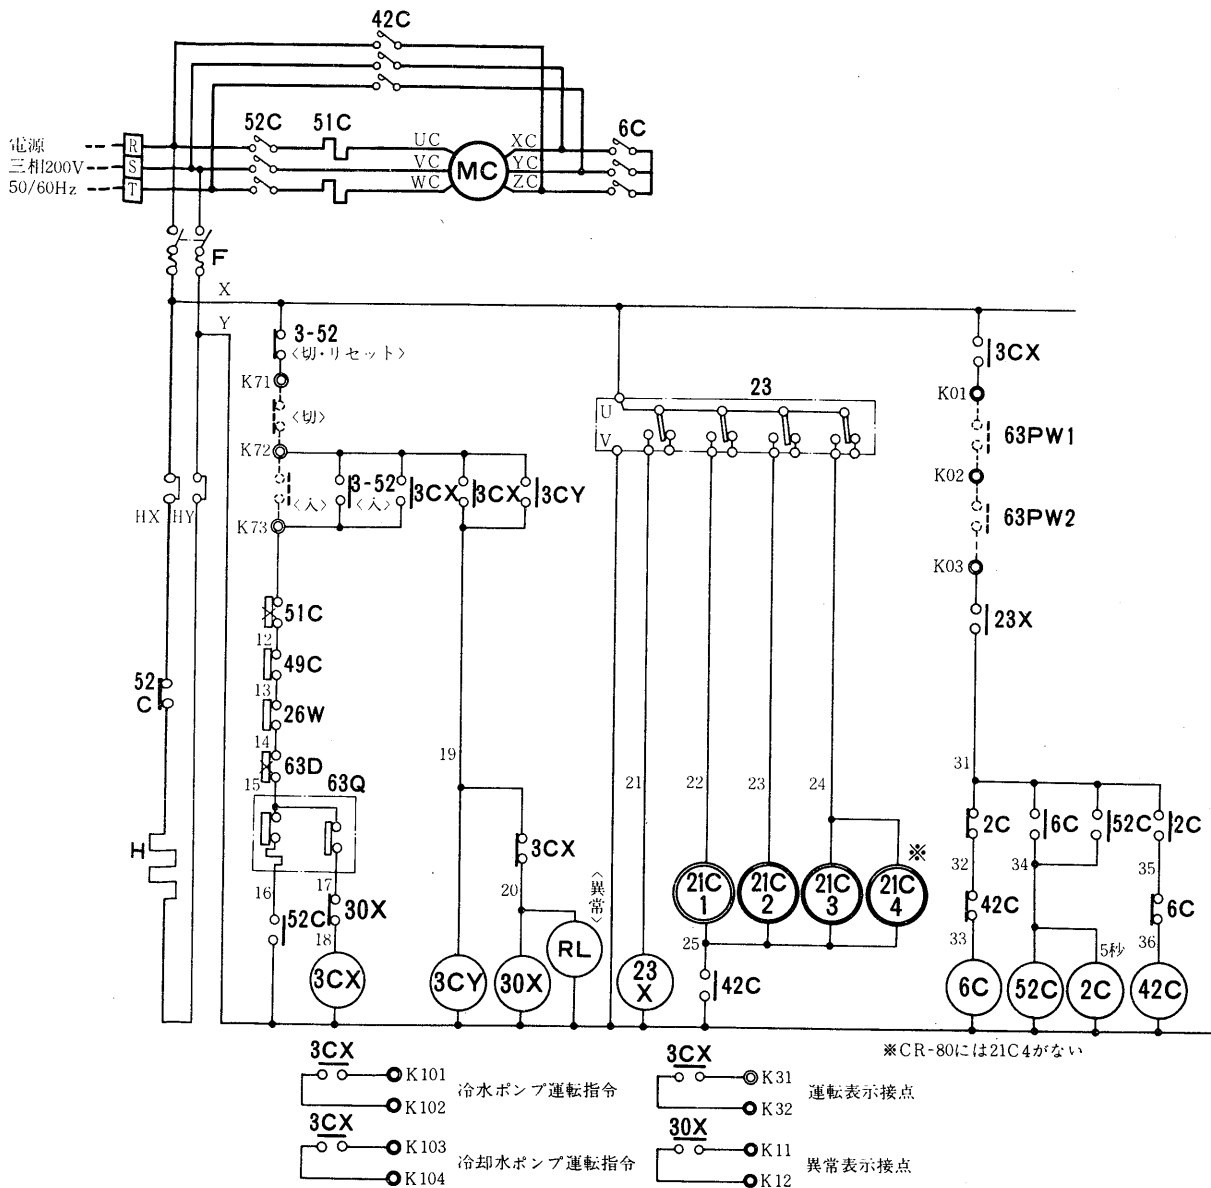 42C
電源
三相200V
50/60Hz
R
S
T
52C
51C
UC
VC
WC
MC
XC
YC
ZC
6C
F
X
Y
3-52
〈切・リセット〉
K71
〈切〉
K72
〈入〉
3-52
〈入〉
3CX
3CX
3CY
K73
23
U
V
3CX
K01
63PW1
K02
63PW2
K03
23X
HX
HY
51C
12
49C
13
26W
14
63D
15
63Q
52
C
H
16
17
52C
30X
18
3CX
19
3CX
20
〈異常〉
RL
3CY
30X
21
22
23
24
※
21C
1
21C
2
21C
3
21C
4
25
23
X
42C
31
2C
6C
52C
2C
32
34
35
42C
6C
33
36
5秒
6C
52C
2C
42C
※CR-80には21C4がない
3CX
K101
K102
冷水ポンプ運転指令
3CX
K31
K32
運転表示接点
3CX
K103
K104
冷却水ポンプ運転指令
30X
K11
K12
異常表示接点